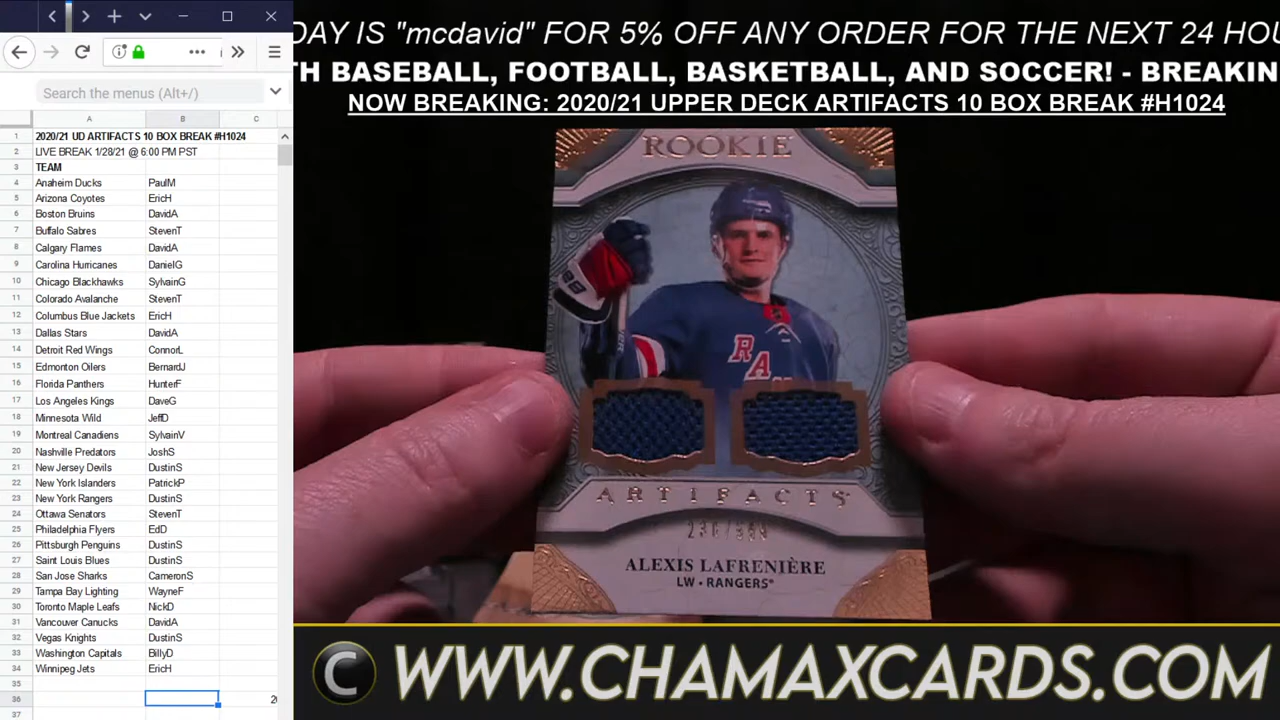 DAY IS "mcdavid" FOR 5% OFF ANY ORDER FOR THE NEXT 24 HOU
TH BASEBALL, FOOTBALL, BASKETBALL, AND SOCCER! - BREAKIN
NOW BREAKING: 2020/21 UPPER DECK ARTIFACTS 10 BOX BREAK #H1024
Search the menus (Alt+/)
A B C
1 2020/21 UD ARTIFACTS 10 BOX BREAK #H1024
2 LIVE BREAK 1/28/21 @ 6:00 PM PST
3 TEAM
4 Anaheim Ducks PaulM
5 Arizona Coyotes EricH
6 Boston Bruins DavidA
7 Buffalo Sabres StevenT
8 Calgary Flames DavidA
9 Carolina Hurricanes DanielG
10 Chicago Blackhawks SylvainG
11 Colorado Avalanche StevenT
12 Columbus Blue Jackets EricH
13 Dallas Stars DavidA
14 Detroit Red Wings ConnorL
15 Edmonton Oilers BernardJ
16 Florida Panthers HunterF
17 Los Angeles Kings DaveG
18 Minnesota Wild JeffD
19 Montreal Canadiens SylvainV
20 Nashville Predators JoshS
21 New Jersey Devils DustinS
22 New York Islanders PatrickP
23 New York Rangers DustinS
24 Ottawa Senators StevenT
25 Philadelphia Flyers EdD
26 Pittsburgh Penguins DustinS
27 Saint Louis Blues DustinS
28 San Jose Sharks CameronS
29 Tampa Bay Lighting WayneF
30 Toronto Maple Leafs NickD
31 Vancouver Canucks DavidA
32 Vegas Knights DustinS
33 Washington Capitals BillyD
34 Winnipeg Jets EricH
35
36 20
37
ROOKIE
RA
ARTIFACTS
ALEXIS LAFRENIÈRE
LW • RANGERS
C WWW.CHAMAXCARDS.COM